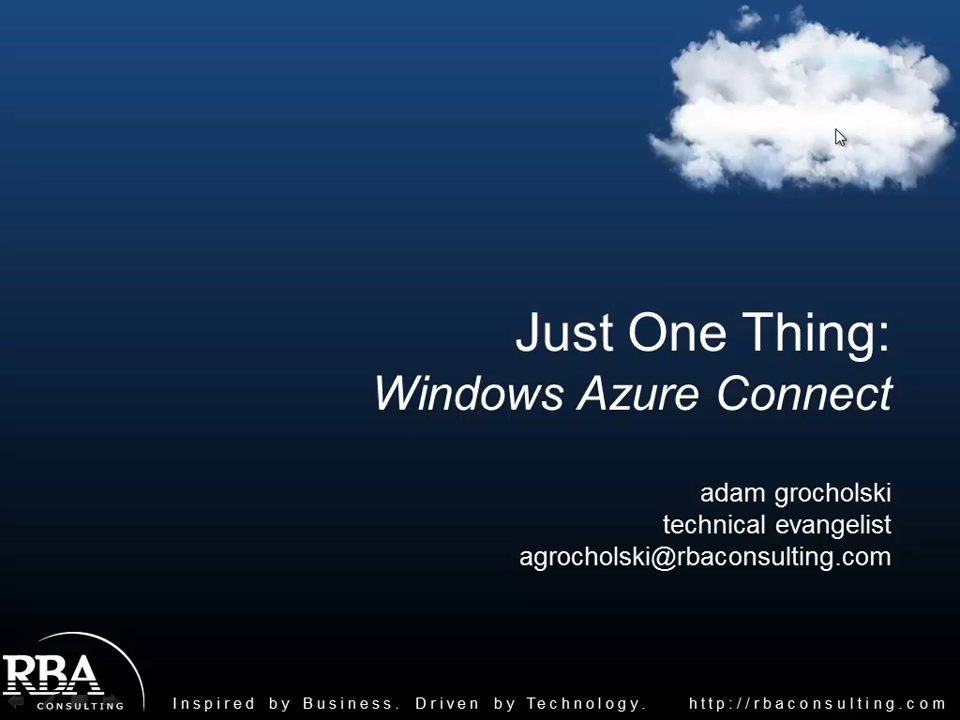 Just One Thing:
Windows Azure Connect
adam grocholski
technical evangelist
agrocholski@rbaconsulting.com
RBA
CONSULTING
Inspired by Business. Driven by Technology. http://rbaconsulting.com